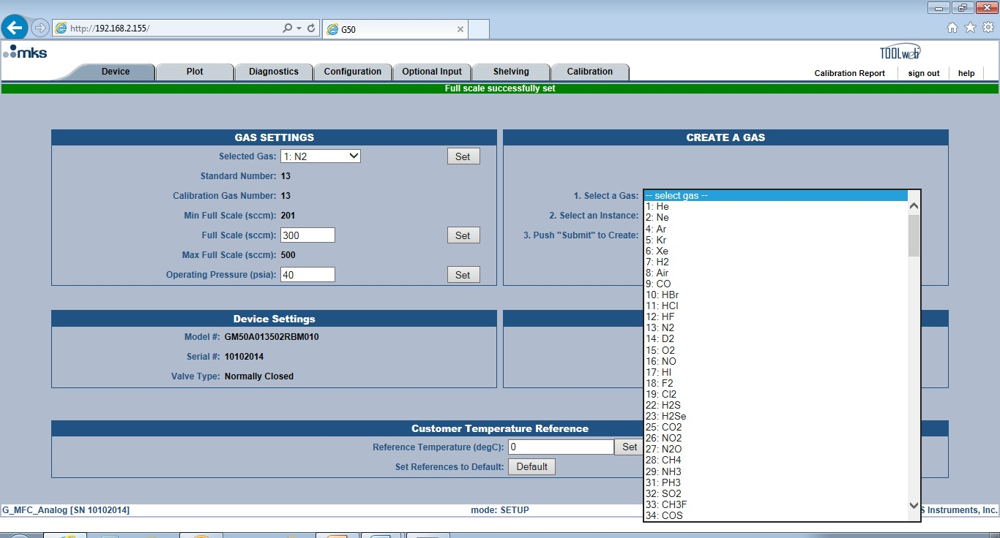 http://192.168.2.155/
G50
mks
TOOLweb
Device
Plot
Diagnostics
Configuration
Optional Input
Shelving
Calibration
Calibration Report
sign out
help
Full scale successfully set
GAS SETTINGS
Selected Gas: 1: N2 Set
Standard Number: 13
Calibration Gas Number: 13
Min Full Scale (sccm): 201
Full Scale (sccm): 300 Set
Max Full Scale (sccm): 500
Operating Pressure (psia): 40 Set
CREATE A GAS
1. Select a Gas:
2. Select an Instance:
3. Push "Submit" to Create:
-- select gas --
1: He
2: Ne
4: Ar
5: Kr
6: Xe
7: H2
8: Air
9: CO
10: HBr
11: HCl
12: HF
13: N2
14: D2
15: O2
16: NO
17: HI
18: F2
19: Cl2
22: H2S
23: H2Se
25: CO2
26: NO2
27: N2O
28: CH4
29: NH3
31: PH3
32: SO2
33: CH3F
34: COS
Device Settings
Model #: GM50A013502RBM010
Serial #: 10102014
Valve Type: Normally Closed
Customer Temperature Reference
Reference Temperature (degC): 0 Set
Set References to Default: Default
G_MFC_Analog [SN 10102014]
mode: SETUP
S Instruments, Inc.